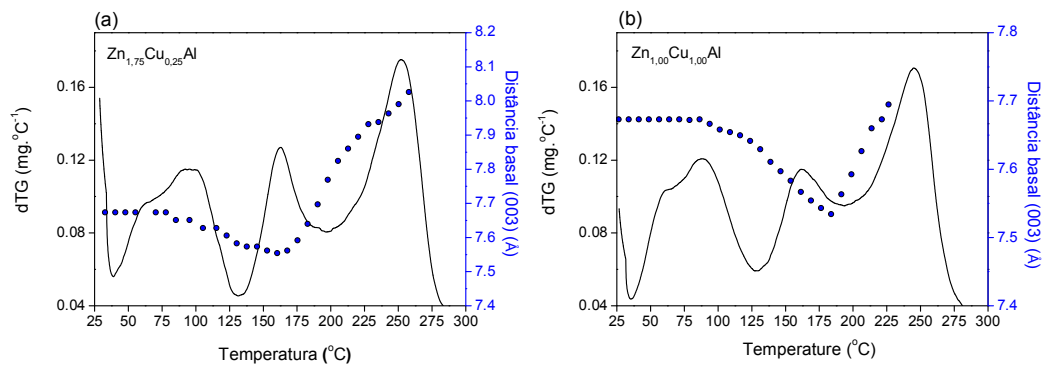 (a)
Zn1,75Cu0,25Al
dTG (mg.°C-1)
0.16
0.12
0.08
0.04
25 50 75 100 125 150 175 200 225 250 275 300
Temperatura (°C)
8.2
8.1
8.0
7.9
7.8
7.7
7.6
7.5
7.4
Distância basal (003) (Å)
(b)
Zn1,00Cu1,00Al
dTG (mg.°C-1)
0.16
0.12
0.08
0.04
25 50 75 100 125 150 175 200 225 250 275 300
Temperature (°C)
7.8
7.7
7.6
7.5
7.4
Distância basal (003) (Å)